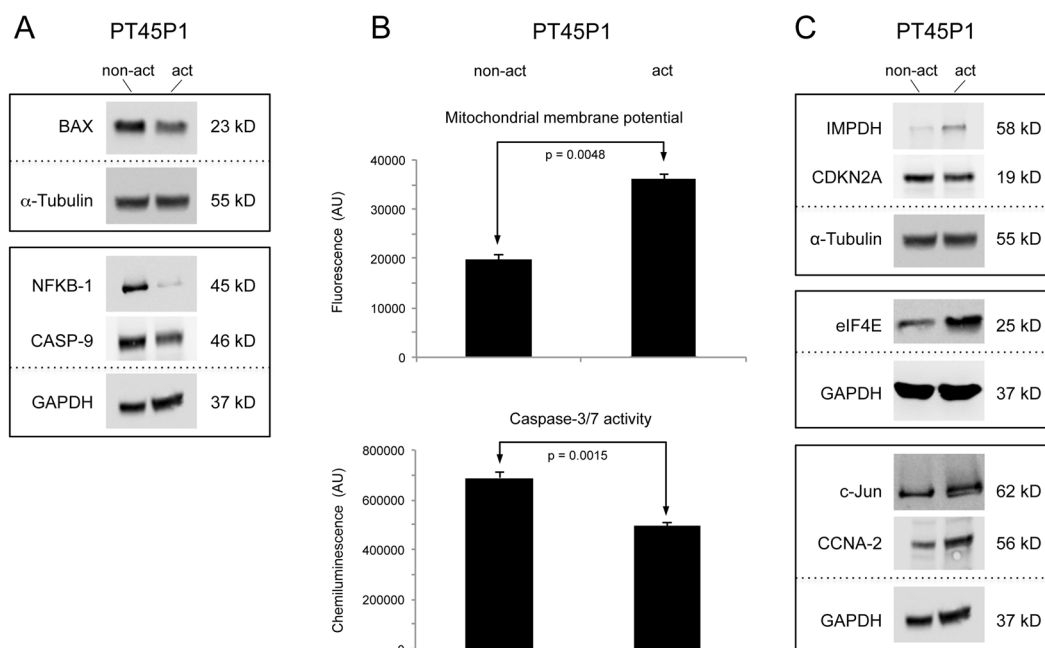 A
PT45P1
non-act act
BAX 23 kD
α-Tubulin 55 kD
NFKB-1 45 kD
CASP-9 46 kD
GAPDH 37 kD
B
PT45P1
non-act act
Mitochondrial membrane potential
p = 0.0048
Fluorescence (AU)
40000
30000
20000
10000
0
Caspase-3/7 activity
p = 0.0015
Chemiluminescence (AU)
800000
600000
400000
200000
0
C
PT45P1
non-act act
IMPDH 58 kD
CDKN2A 19 kD
α-Tubulin 55 kD
eIF4E 25 kD
GAPDH 37 kD
c-Jun 62 kD
CCNA-2 56 kD
GAPDH 37 kD